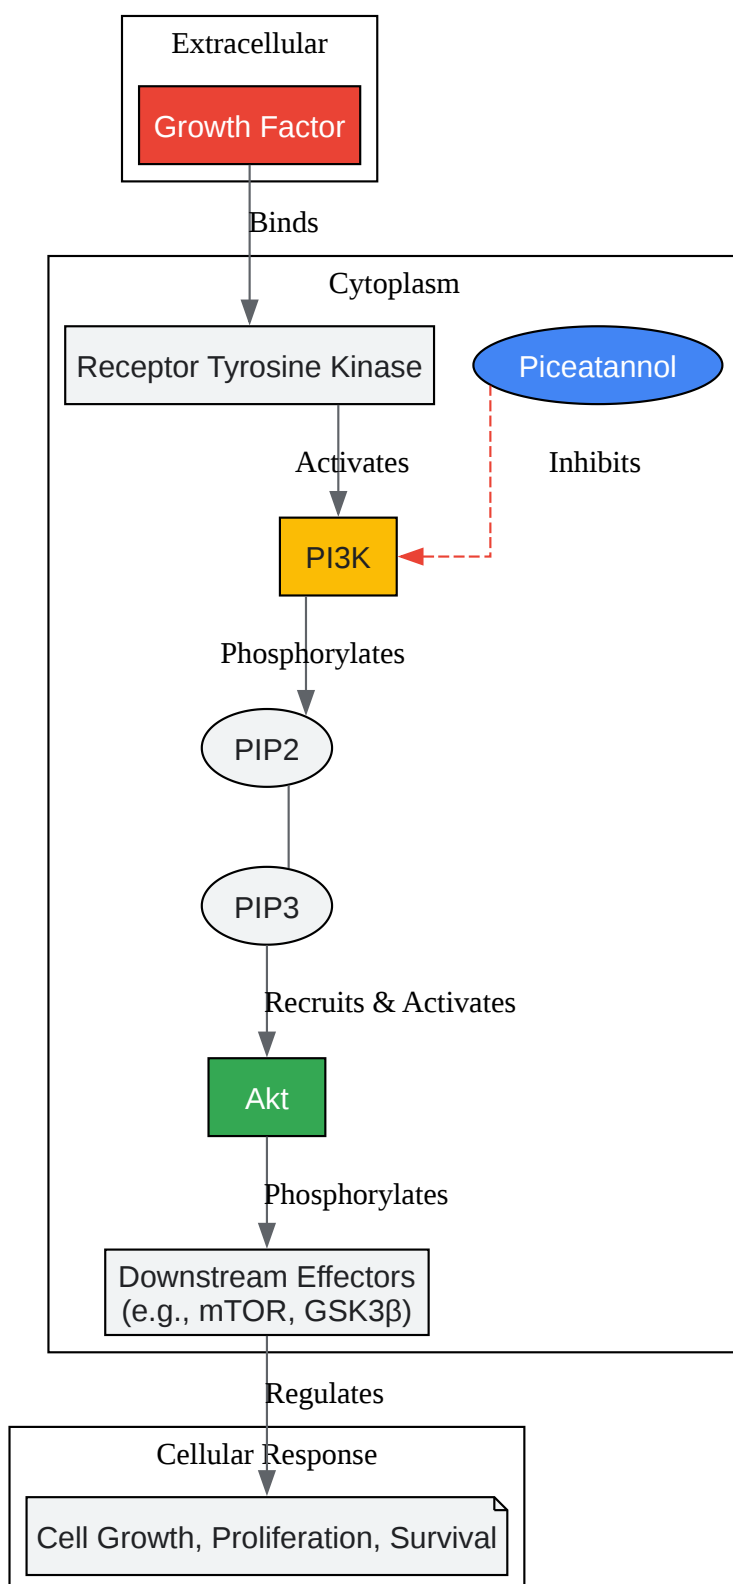 Extracellular
Growth Factor
Binds
Cytoplasm
Receptor Tyrosine Kinase
Piceatannol
Activates
Inhibits
PI3K
Phosphorylates
PIP2
PIP3
Recruits & Activates
Akt
Phosphorylates
Downstream Effectors
(e.g., mTOR, GSK3β)
Regulates
Cellular Response
Cell Growth, Proliferation, Survival